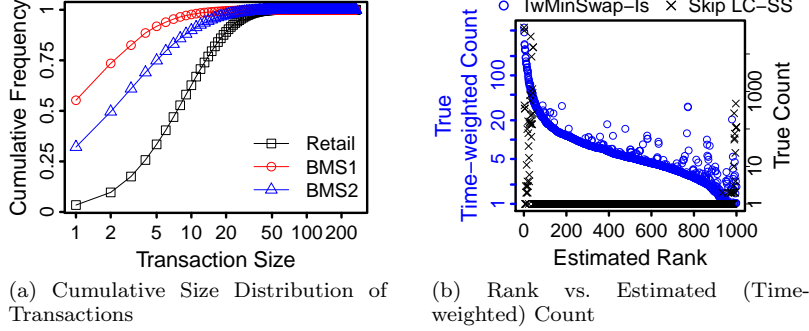 Cumulative Frequency
0 0.25 0.5 0.75 1
Retail
BMS1
BMS2
1 2 5 10 20 50 100 200
Transaction Size
(a) Cumulative Size Distribution of
Transactions
TwMinSwap-Is Skip LC-SS
True
Time-weighted Count
1 5 20 100
True Count
1 10 1000
0 200 400 600 800 1000
Estimated Rank
(b) Rank vs. Estimated (Time-
weighted) Count